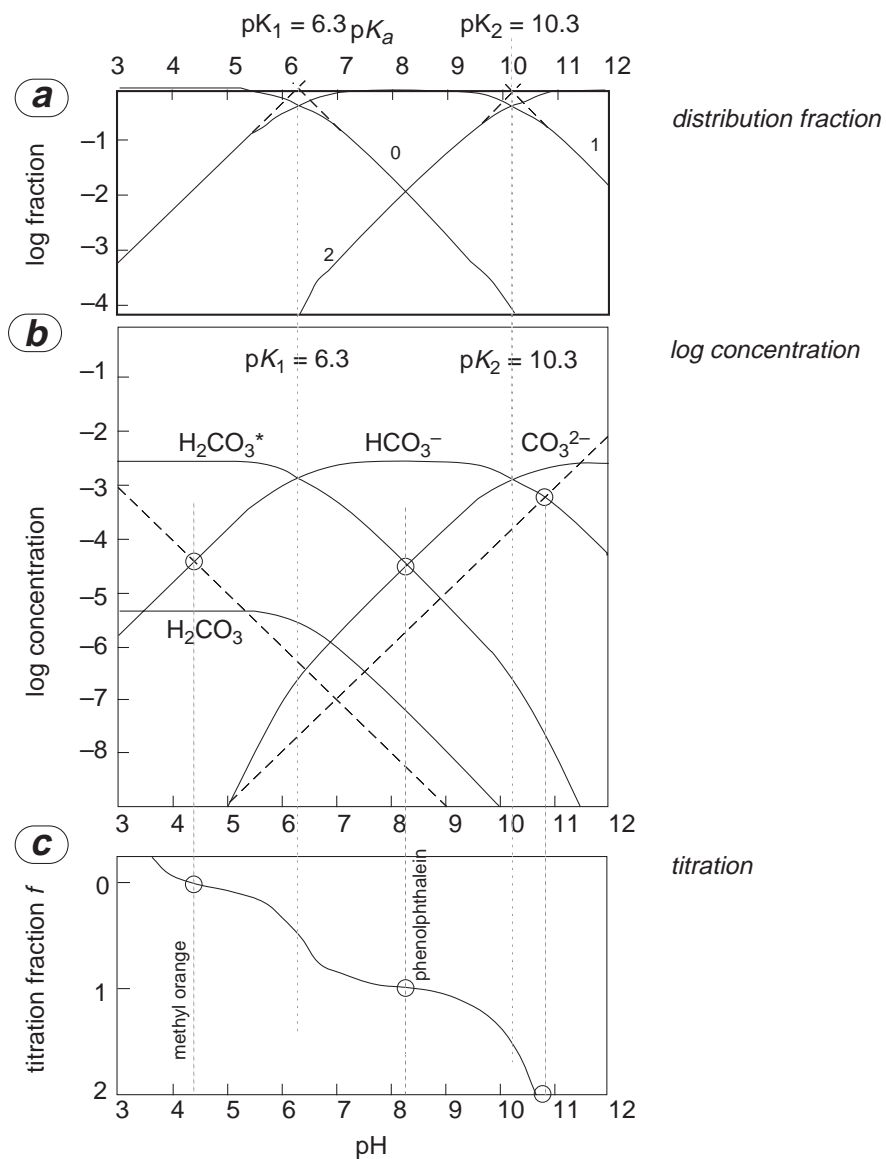 pK₁ = 6.3 pKₐ pK₂ = 10.3
3 4 5 6 7 8 9 10 11 12
a
distribution fraction
log fraction
–1
–2
–3
–4
0
1
2
b
log concentration
pK₁ = 6.3 pK₂ = 10.3
log concentration
–1
–2
–3
–4
–5
–6
–7
–8
H₂CO₃* HCO₃⁻ CO₃²⁻
H₂CO₃
3 4 5 6 7 8 9 10 11 12
c
titration
titration fraction f
0
1
2
methyl orange
phenolphthalein
3 4 5 6 7 8 9 10 11 12
pH